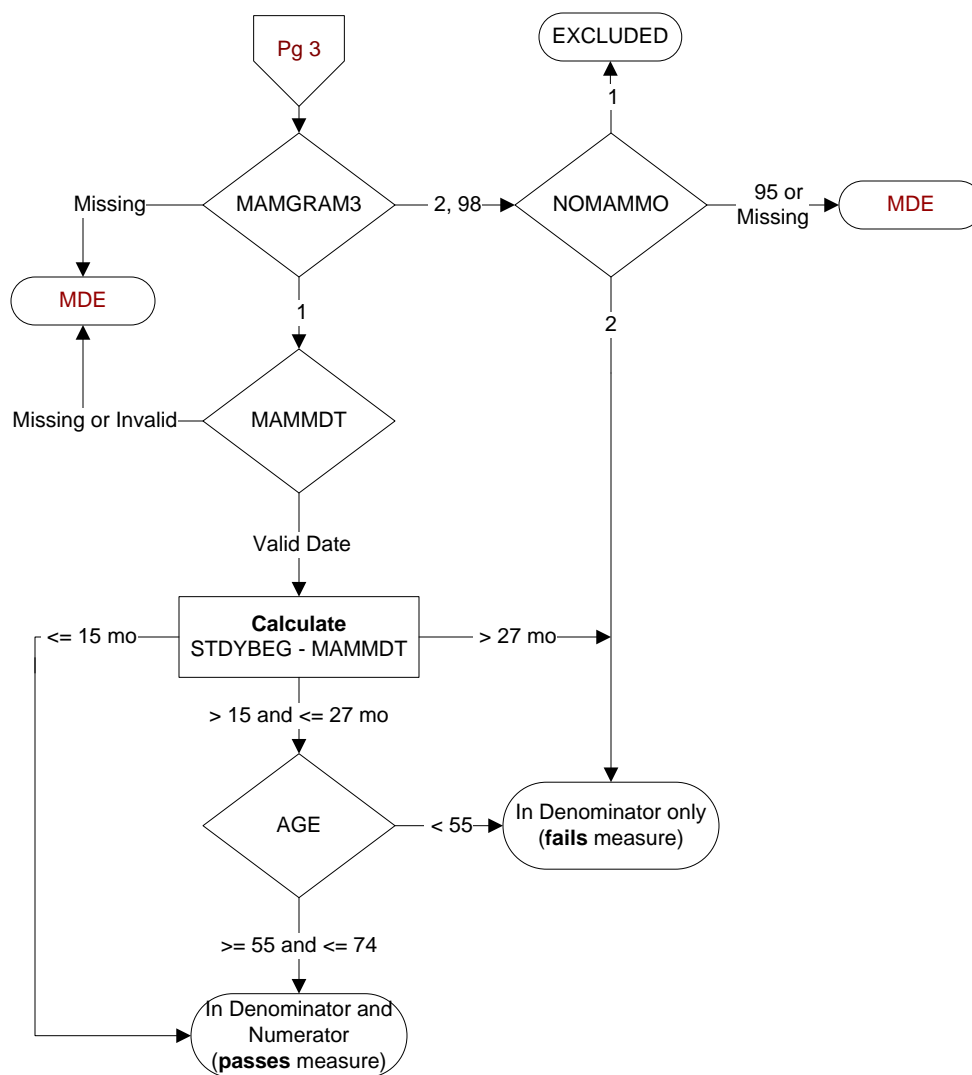 Pg 3
EXCLUDED
1
MAMGRAM3
Missing
2, 98
NOMAMMO
95 or
Missing
MDE
MDE
1
2
MAMMDT
Missing or Invalid
Valid Date
Calculate
STDYBEG - MAMMDT
<= 15 mo
> 27 mo
> 15 and <= 27 mo
AGE
< 55
In Denominator only
(fails measure)
>= 55 and <= 74
In Denominator and
Numerator
(passes measure)